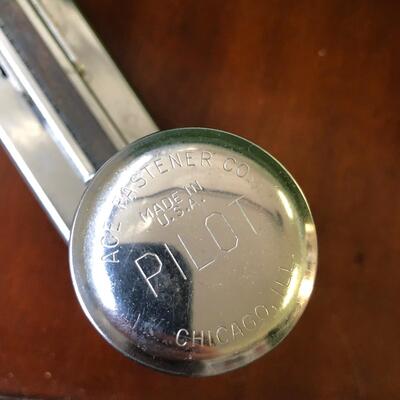 ACE FASTENER CO.
MADE IN
U.S.A.
PILOT
CHICAGO, ILL.